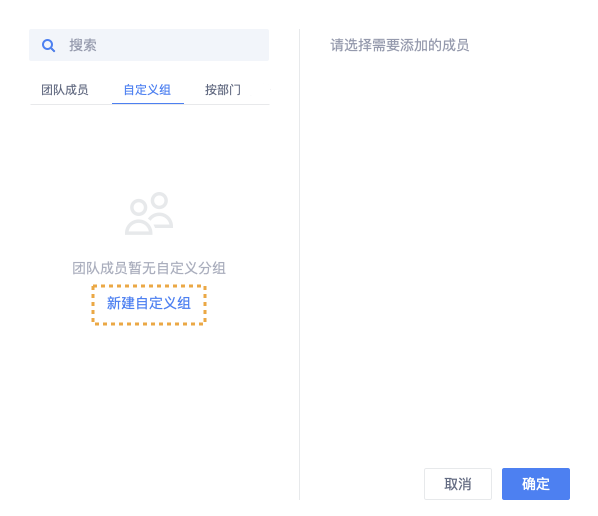 搜索
团队成员 自定义组 按部门
团队成员暂无自定义分组
新建自定义组
请选择需要添加的成员
取消 确定